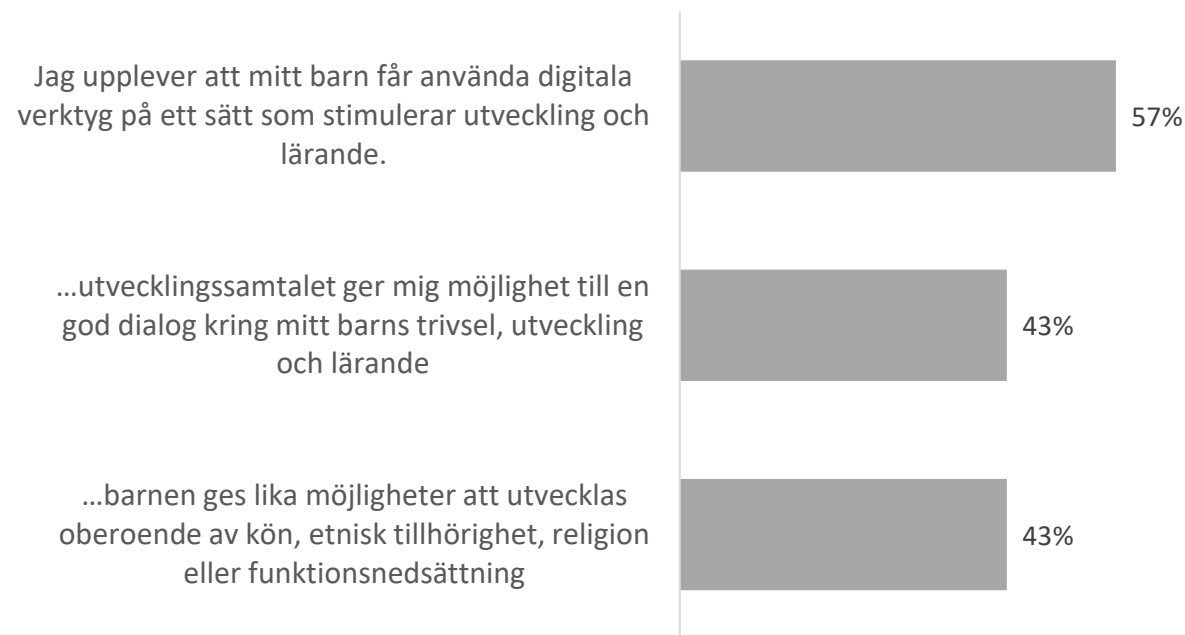 Jag upplever att mitt barn får använda digitala
verktyg på ett sätt som stimulerar utveckling och
lärande.
57%
...utvecklingssamtalet ger mig möjlighet till en
god dialog kring mitt barns trivsel, utveckling
och lärande
43%
...barnen ges lika möjligheter att utvecklas
oberoende av kön, etnisk tillhörighet, religion
eller funktionsnedsättning
43%